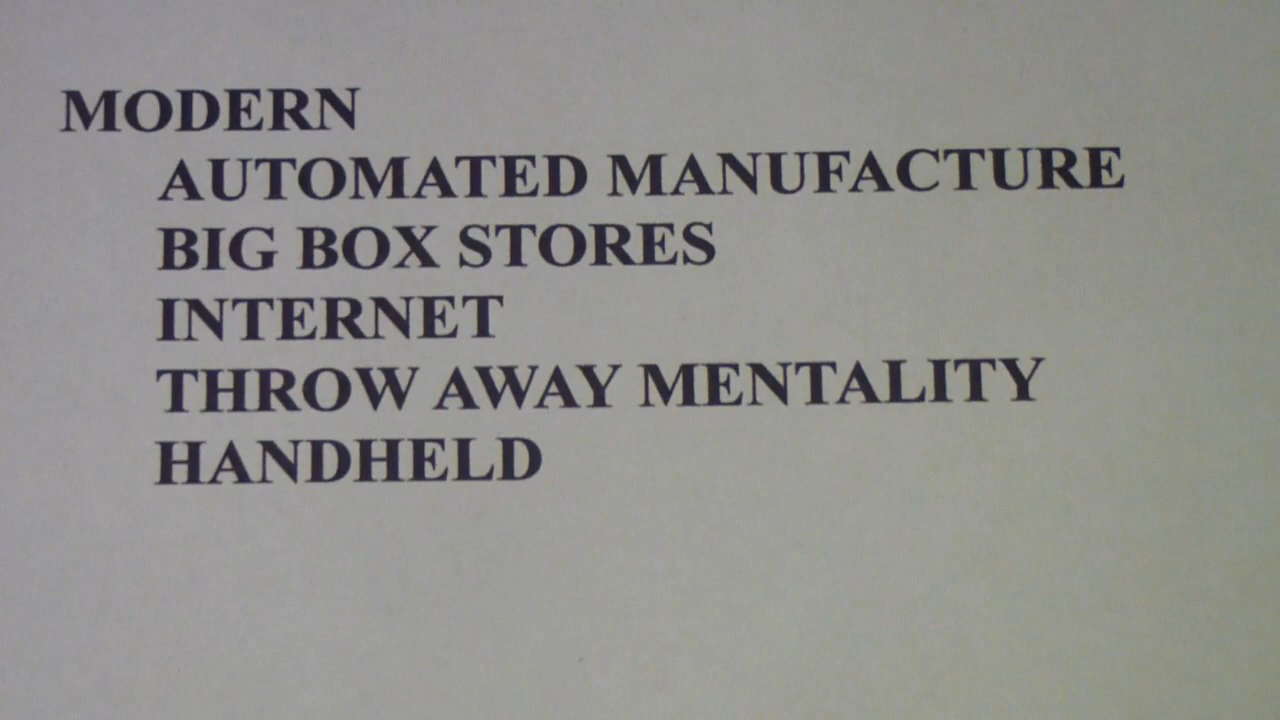 MODERN
AUTOMATED MANUFACTURE
BIG BOX STORES
INTERNET
THROW AWAY MENTALITY
HANDHELD